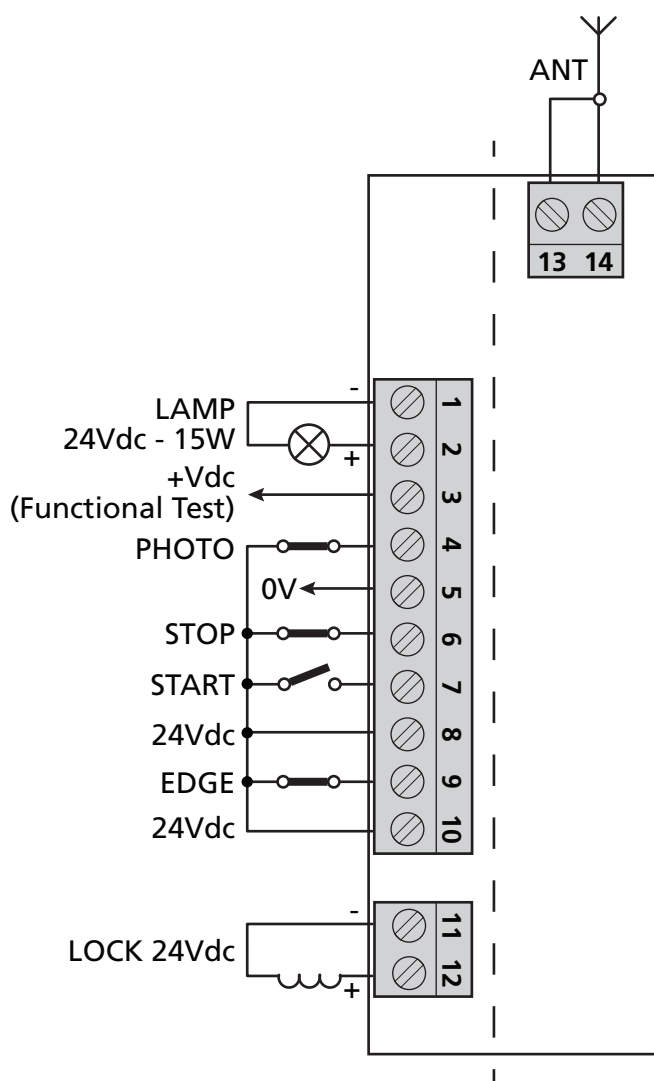 ANT
13 14
LAMP
24Vdc - 15W
- 1
+ 2
+Vdc
(Functional Test)
3
PHOTO 4
0V 5
STOP 6
START 7
24Vdc 8
EDGE 9
24Vdc 10
- 11
LOCK 24Vdc
+ 12